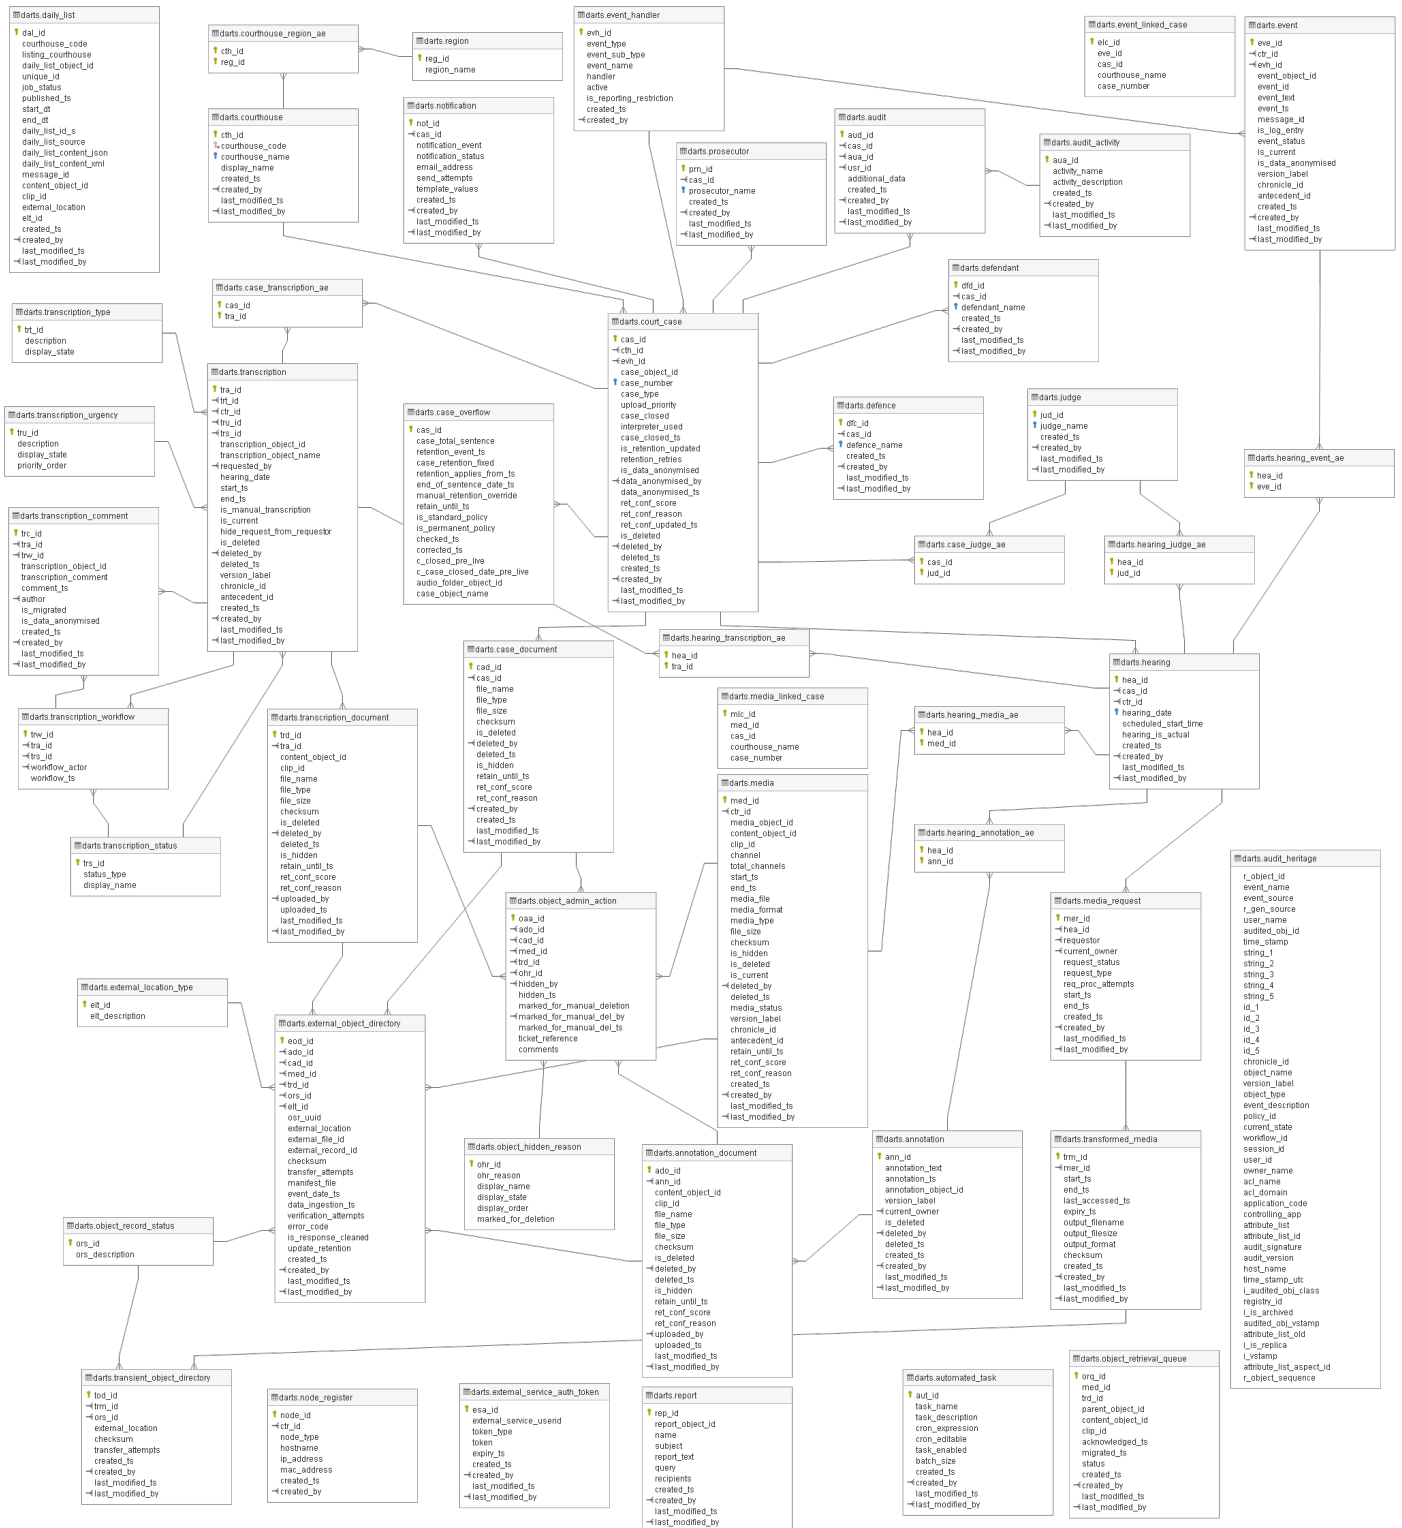 darts.daily_list
dal_id
courthouse_code
listing_courthouse
daily_list_object_id
unique_id
job_status
published_ts
start_dt
end_dt
daily_list_id_s
daily_list_source
daily_list_content_json
daily_list_content_xml
message_id
content_object_id
clip_id
external_location
elt_id
created_ts
created_by
last_modified_ts
last_modified_by
darts.courthouse_region_ae
cth_id
reg_id
darts.region
reg_id
region_name
darts.event_handler
evh_id
event_type
event_sub_type
event_name
handler
active
is_reporting_restriction
created_ts
created_by
darts.event_linked_case
elc_id
eve_id
cas_id
courthouse_name
case_number
darts.event
eve_id
ctr_id
evh_id
event_object_id
event_id
event_text
event_ts
message_id
is_log_entry
event_status
is_current
is_data_anonymised
version_label
chronicle_id
antecedent_id
created_ts
created_by
last_modified_ts
last_modified_by
darts.courthouse
cth_id
courthouse_code
courthouse_name
display_name
created_ts
created_by
last_modified_ts
last_modified_by
darts.notification
not_id
cas_id
notification_event
notification_status
email_address
send_attempts
template_values
created_ts
created_by
last_modified_ts
last_modified_by
darts.prosecutor
prn_id
cas_id
prosecutor_name
created_ts
created_by
last_modified_ts
last_modified_by
darts.audit
aud_id
cas_id
aua_id
usr_id
additional_data
created_ts
created_by
last_modified_ts
last_modified_by
darts.audit_activity
aua_id
activity_name
activity_description
created_ts
created_by
last_modified_ts
last_modified_by
darts.defendant
dfd_id
cas_id
defendant_name
created_ts
created_by
last_modified_ts
last_modified_by
darts.case_transcription_ae
cas_id
tra_id
darts.transcription_type
trt_id
description
display_state
darts.court_case
cas_id
cth_id
evh_id
case_object_id
case_number
case_type
upload_priority
case_closed
interpreter_used
case_closed_ts
is_retention_updated
retention_retries
is_data_anonymised
data_anonymised_by
data_anonymised_ts
ret_conf_score
ret_conf_reason
ret_conf_updated_ts
is_deleted
deleted_by
deleted_ts
created_ts
created_by
last_modified_ts
last_modified_by
darts.transcription
tra_id
trt_id
ctr_id
tru_id
trs_id
transcription_object_id
transcription_object_name
requested_by
hearing_date
start_ts
end_ts
is_manual_transcription
is_current
hide_request_from_requestor
is_deleted
deleted_by
deleted_ts
version_label
chronicle_id
antecedent_id
created_ts
created_by
last_modified_ts
last_modified_by
darts.transcription_urgency
tru_id
description
display_state
priority_order
darts.case_overflow
cas_id
case_total_sentence
retention_event_ts
case_retention_fixed
retention_applies_from_ts
end_of_sentence_date_ts
manual_retention_override
retain_until_ts
is_standard_policy
is_permanent_policy
checked_ts
corrected_ts
c_closed_pre_live
c_case_closed_date_pre_live
audio_folder_object_id
case_object_name
darts.defence
dfc_id
cas_id
defence_name
created_ts
created_by
last_modified_ts
last_modified_by
darts.judge
jud_id
judge_name
created_ts
created_by
last_modified_ts
last_modified_by
darts.hearing_event_ae
hea_id
eve_id
darts.transcription_comment
trc_id
tra_id
trw_id
transcription_object_id
transcription_comment
comment_ts
author
is_migrated
is_data_anonymised
created_ts
created_by
last_modified_ts
last_modified_by
darts.case_judge_ae
cas_id
jud_id
darts.hearing_judge_ae
hea_id
jud_id
darts.hearing_transcription_ae
hea_id
tra_id
darts.case_document
cad_id
cas_id
file_name
file_type
file_size
checksum
is_deleted
deleted_by
deleted_ts
is_hidden
retain_until_ts
ret_conf_score
ret_conf_reason
created_by
created_ts
last_modified_ts
last_modified_by
darts.hearing
hea_id
cas_id
ctr_id
hearing_date
scheduled_start_time
hearing_is_actual
created_ts
created_by
last_modified_ts
last_modified_by
darts.transcription_workflow
trw_id
tra_id
trs_id
workflow_actor
workflow_ts
darts.transcription_document
trd_id
tra_id
content_object_id
clip_id
file_name
file_type
file_size
checksum
is_deleted
deleted_by
deleted_ts
is_hidden
retain_until_ts
ret_conf_score
ret_conf_reason
uploaded_by
uploaded_ts
last_modified_ts
last_modified_by
darts.media_linked_case
mlc_id
med_id
cas_id
courthouse_name
case_number
darts.hearing_media_ae
hea_id
med_id
darts.media
med_id
ctr_id
media_object_id
content_object_id
clip_id
channel
total_channels
start_ts
end_ts
media_file
media_format
media_type
file_size
checksum
is_hidden
is_deleted
is_current
deleted_by
deleted_ts
media_status
version_label
chronicle_id
antecedent_id
retain_until_ts
ret_conf_score
ret_conf_reason
created_ts
created_by
last_modified_ts
last_modified_by
darts.transcription_status
trs_id
status_type
display_name
darts.hearing_annotation_ae
hea_id
ann_id
darts.audit_heritage
r_object_id
event_name
event_source
r_gen_source
user_name
audited_obj_id
time_stamp
string_1
string_2
string_3
string_4
string_5
id_1
id_2
id_3
id_4
id_5
chronicle_id
object_name
version_label
object_type
event_description
policy_id
current_state
workflow_id
session_id
user_id
owner_name
acl_name
acl_domain
application_code
controlling_app
attribute_list
attribute_list_id
audit_signature
audit_version
host_name
time_stamp_utc
i_audited_obj_class
registry_id
i_is_archived
audited_obj_vstamp
attribute_list_old
i_is_replica
i_vstamp
attribute_list_aspect_id
r_object_sequence
darts.object_admin_action
oaa_id
ado_id
cad_id
med_id
trd_id
ohr_id
hidden_by
hidden_ts
marked_for_manual_deletion
marked_for_manual_del_by
marked_for_manual_del_ts
ticket_reference
comments
darts.media_request
mer_id
hea_id
requestor
current_owner
request_status
request_type
req_proc_attempts
start_ts
end_ts
created_ts
created_by
last_modified_ts
last_modified_by
darts.external_location_type
elt_id
elt_description
darts.external_object_directory
eod_id
ado_id
cad_id
med_id
trd_id
ors_id
elt_id
osr_uuid
external_location
external_file_id
external_record_id
checksum
transfer_attempts
manifest_file
event_date_ts
data_ingestion_ts
verification_attempts
error_code
is_response_cleaned
update_retention
created_ts
created_by
last_modified_ts
last_modified_by
darts.object_hidden_reason
ohr_id
ohr_reason
display_name
display_state
display_order
marked_for_deletion
darts.annotation_document
ado_id
ann_id
content_object_id
clip_id
file_name
file_type
file_size
checksum
is_deleted
deleted_by
deleted_ts
is_hidden
retain_until_ts
ret_conf_score
ret_conf_reason
uploaded_by
uploaded_ts
last_modified_ts
last_modified_by
darts.annotation
ann_id
annotation_text
annotation_ts
annotation_object_id
version_label
current_owner
is_deleted
deleted_by
deleted_ts
created_ts
created_by
last_modified_ts
last_modified_by
darts.transformed_media
trm_id
mer_id
start_ts
end_ts
last_accessed_ts
expiry_ts
output_filename
output_filesize
output_format
checksum
created_ts
created_by
last_modified_ts
last_modified_by
darts.object_record_status
ors_id
ors_description
darts.transient_object_directory
tod_id
trm_id
ors_id
external_location
checksum
transfer_attempts
created_ts
created_by
last_modified_ts
last_modified_by
darts.node_register
node_id
ctr_id
node_type
hostname
ip_address
mac_address
created_ts
created_by
darts.external_service_auth_token
esa_id
external_service_userid
token_type
token
expiry_ts
created_ts
created_by
last_modified_ts
last_modified_by
darts.report
rep_id
report_object_id
name
subject
report_text
query
recipients
created_ts
created_by
last_modified_ts
last_modified_by
darts.automated_task
aut_id
task_name
task_description
cron_expression
cron_editable
task_enabled
batch_size
created_ts
created_by
last_modified_ts
last_modified_by
darts.object_retrieval_queue
orq_id
med_id
trd_id
parent_object_id
content_object_id
clip_id
acknowledged_ts
migrated_ts
status
created_ts
created_by
last_modified_ts
last_modified_by